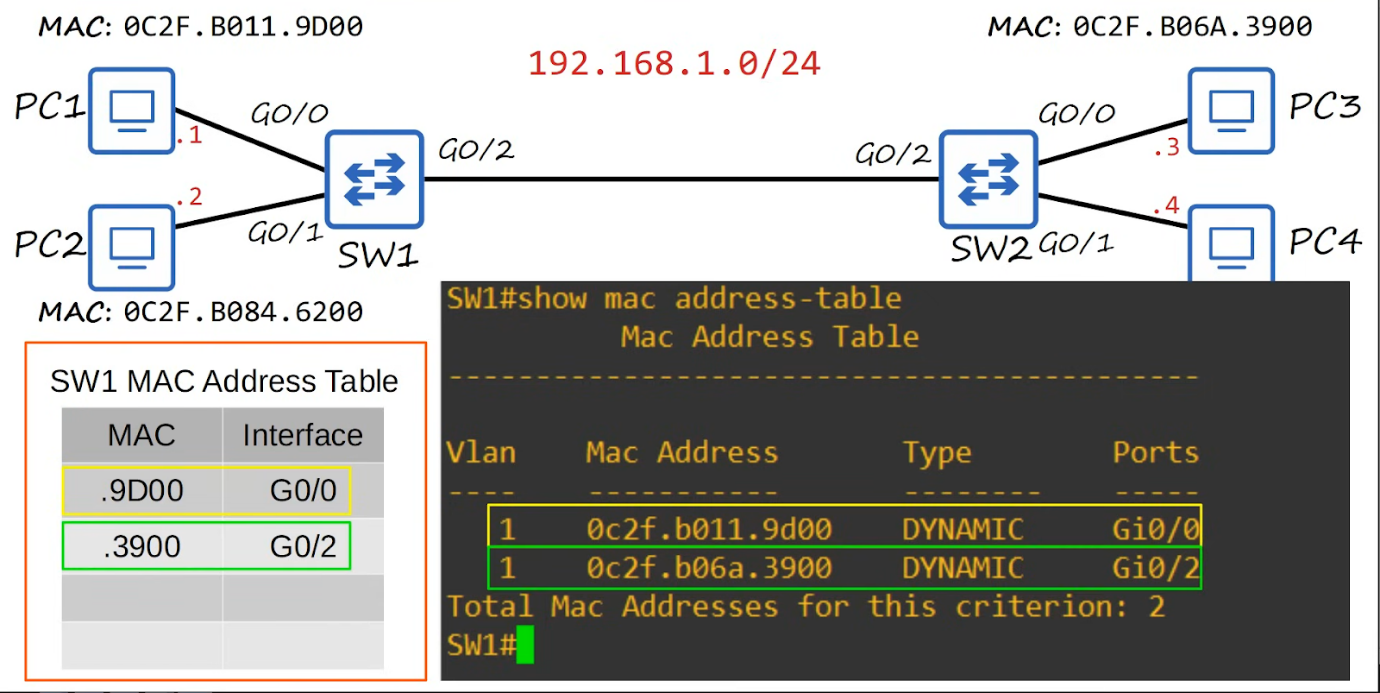 MAC: 0C2F.B011.9D00
MAC: 0C2F.B06A.3900
192.168.1.0/24
PC1
G0/0
.1
G0/2
G0/2
G0/0
PC3
.3
.2
.4
PC2
G0/1
SW1
SW2
G0/1
PC4
MAC: 0C2F.B084.6200
SW1 MAC Address Table
MAC Interface
.9D00 G0/0
.3900 G0/2
SW1#show mac address-table
Mac Address Table
-------------------------------------------
Vlan Mac Address Type Ports
---- ----------- -------- -----
1 0c2f.b011.9d00 DYNAMIC Gi0/0
1 0c2f.b06a.3900 DYNAMIC Gi0/2
Total Mac Addresses for this criterion: 2
SW1#